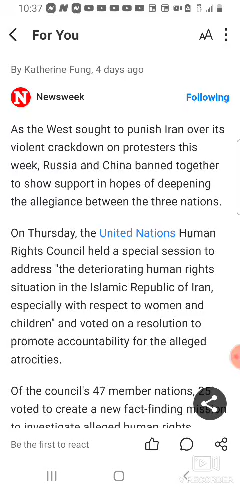 10:37
For You
AA
By Katherine Fung, 4 days ago
N Newsweek Following
As the West sought to punish Iran over its
violent crackdown on protesters this
week, Russia and China banned together
to show support in hopes of deepening
the allegiance between the three nations.
On Thursday, the United Nations Human
Rights Council held a special session to
address "the deteriorating human rights
situation in the Islamic Republic of Iran,
especially with respect to women and
children" and voted on a resolution to
promote accountability for the alleged
atrocities.
Of the council's 47 member nations, 25
voted to create a new fact-finding mission
to investigate alleged human rights
Be the first to react
RECORDER